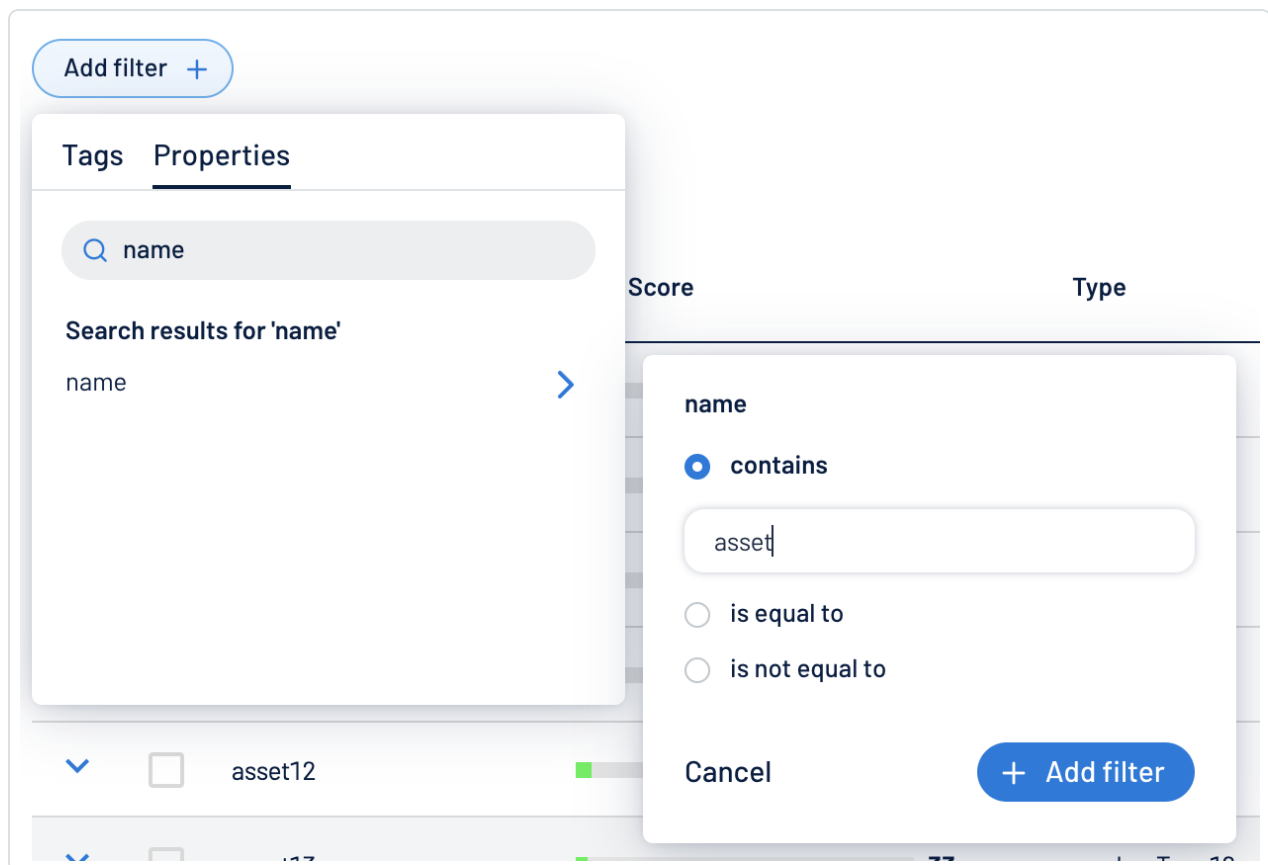 Add filter +
Tags Properties
name
Search results for 'name'
name
Score Type
name
contains
asset
is equal to
is not equal to
Cancel + Add filter
asset12
33